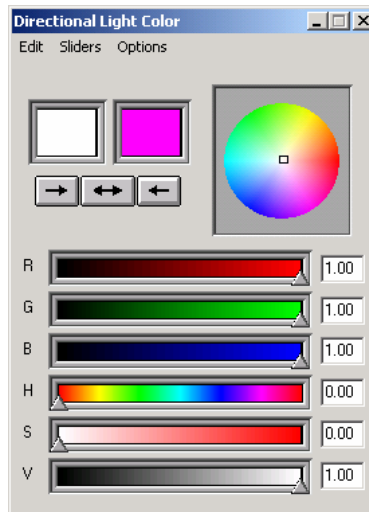 Directional Light Color
Edit Sliders Options
R 1.00
G 1.00
B 1.00
H 0.00
S 0.00
V 1.00